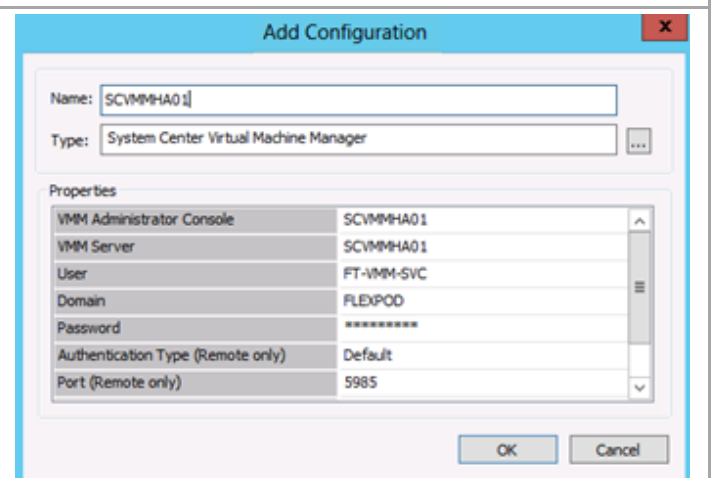 Add Configuration
x
Name: SCVMMHA01
Type: System Center Virtual Machine Manager ...
Properties
VMM Administrator Console SCVMMHA01
VMM Server SCVMMHA01
User FT-VMM-SVC
Domain FLEXPOD
Password *********
Authentication Type (Remote only) Default
Port (Remote only) 5985
OK Cancel